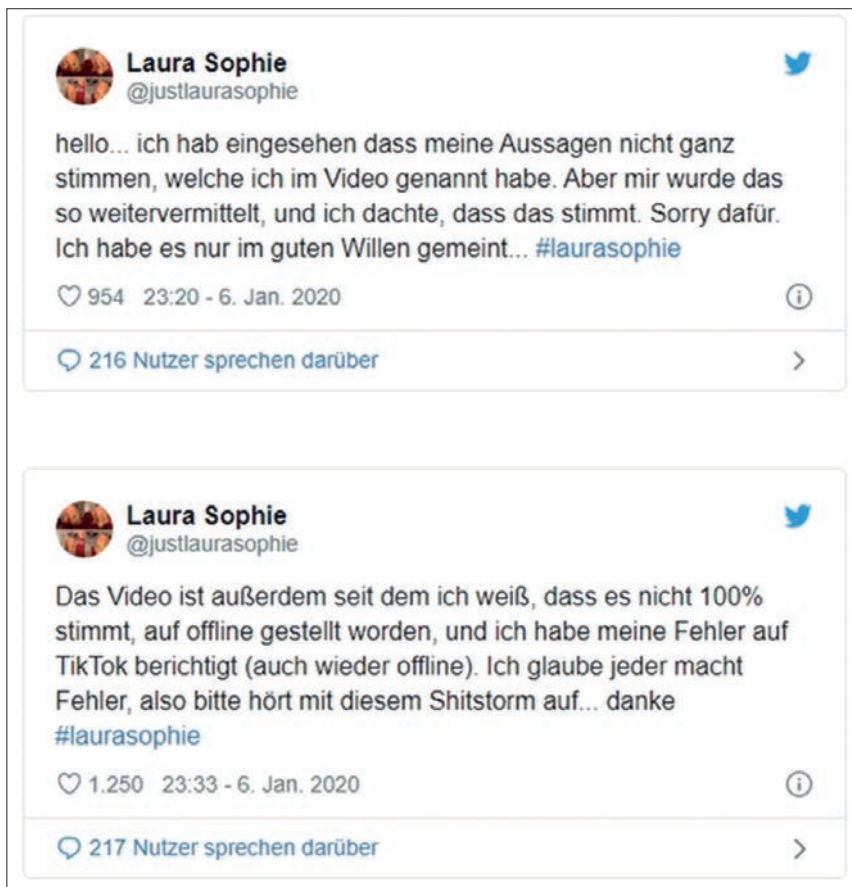 Laura Sophie
@justlaurasophie
hello... ich hab eingesehen dass meine Aussagen nicht ganz
stimmen, welche ich im Video genannt habe. Aber mir wurde das
so weitervermittelt, und ich dachte, dass das stimmt. Sorry dafür.
Ich habe es nur im guten Willen gemeint... #laurasophie
954 23:20 - 6. Jan. 2020
216 Nutzer sprechen darüber
Laura Sophie
@justlaurasophie
Das Video ist außerdem seit dem ich weiß, dass es nicht 100%
stimmt, auf offline gestellt worden, und ich habe meine Fehler auf
TikTok berichtigt (auch wieder offline). Ich glaube jeder macht
Fehler, also bitte hört mit diesem Shitstorm auf... danke
#laurasophie
1.250 23:33 - 6. Jan. 2020
217 Nutzer sprechen darüber